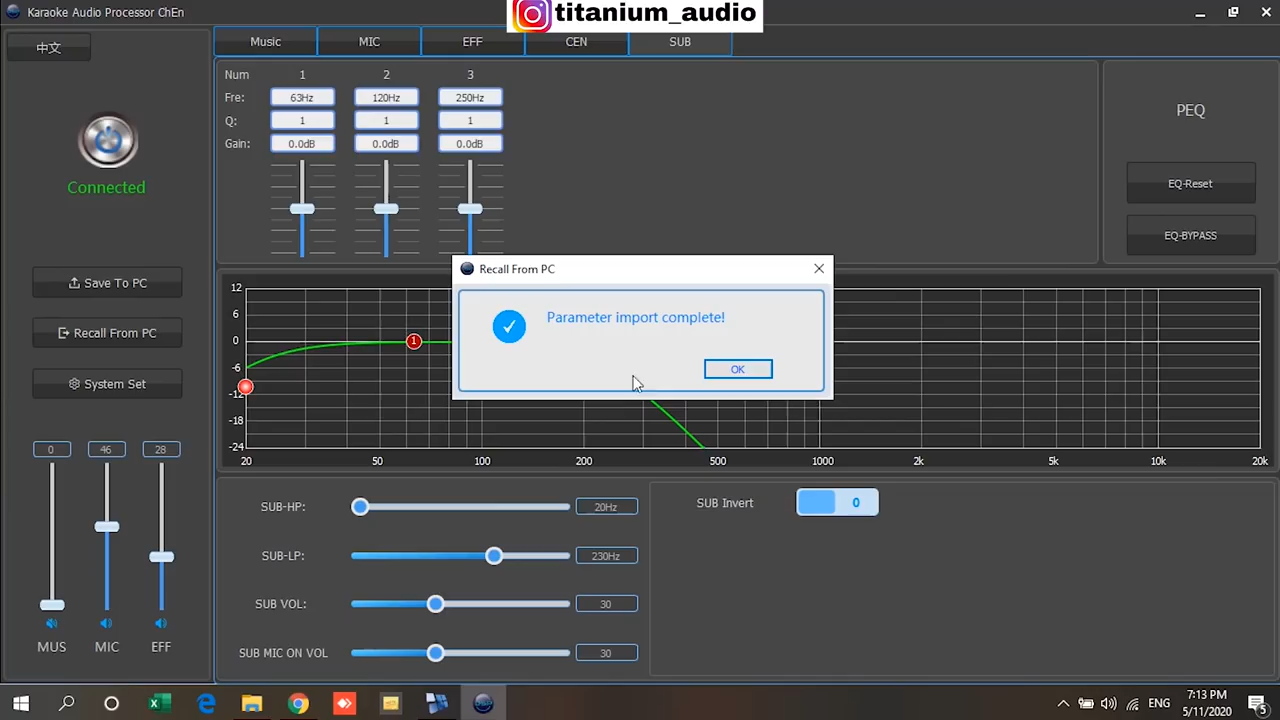 Karaoke Audio Processor ChEn
titanium_audio
中文
Music
MIC
EFF
CEN
SUB
Connected
Save To PC
Recall From PC
System Set
0
46
28
MUS
MIC
EFF
Num 1 2 3
Fre: 63Hz 120Hz 250Hz
Q: 1 1 1
Gain: 0.0dB 0.0dB 0.0dB
PEQ
EQ-Reset
EQ-BYPASS
Recall From PC
Parameter import complete!
OK
12
6
0
-6
-12
-18
-24
1
20 50 100 200 500 1000 2k 5k 10k 20k
SUB-HP: 20Hz
SUB-LP: 230Hz
SUB VOL: 30
SUB MIC ON VOL 30
SUB Invert 0
ENG
7:13 PM
5/11/2020
5